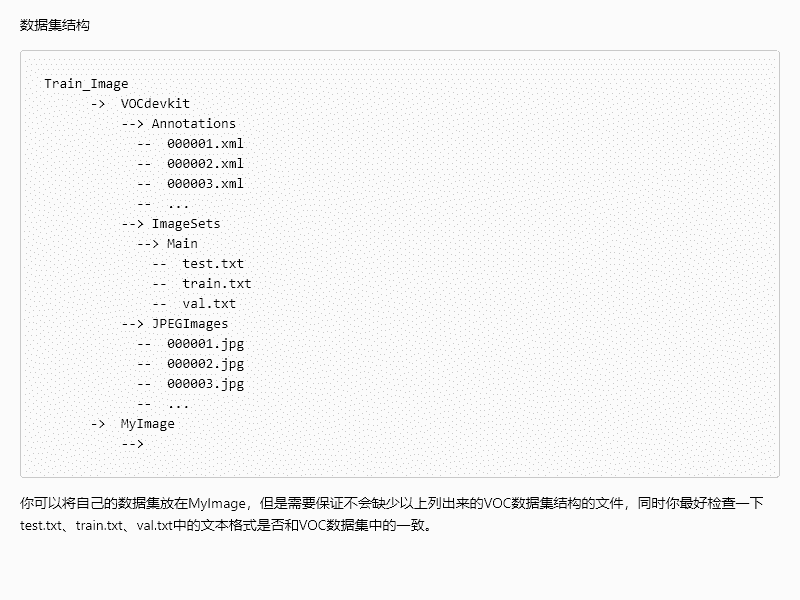 数据集结构
Train_Image
-> VOCdevkit
--> Annotations
-- 000001.xml
-- 000002.xml
-- 000003.xml
-- ...
--> ImageSets
--> Main
-- test.txt
-- train.txt
-- val.txt
--> JPEGImages
-- 000001.jpg
-- 000002.jpg
-- 000003.jpg
-- ...
-> MyImage
-->
你可以将自己的数据集放在MyImage，但是需要保证不会缺少以上列出来的VOC数据集结构的文件，同时你最好检查一下
test.txt、train.txt、val.txt中的文本格式是否和VOC数据集中的一致。